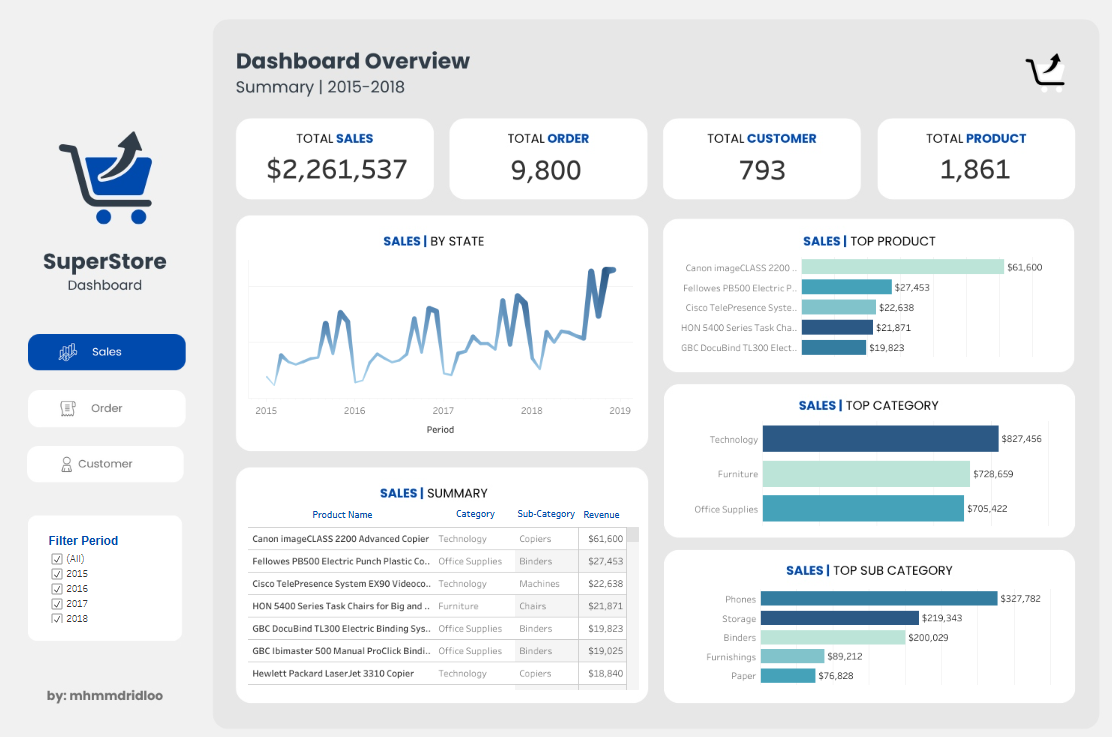 SuperStore
Dashboard
Sales
Order
Customer
Filter Period
(All)
2015
2016
2017
2018
by: mhmmdridloo
Dashboard Overview
Summary | 2015-2018
TOTAL SALES
$2,261,537
TOTAL ORDER
9,800
TOTAL CUSTOMER
793
TOTAL PRODUCT
1,861
SALES | BY STATE
2015 2016 2017 2018 2019
Period
SALES | TOP PRODUCT
Canon imageCLASS 2200 .. $61,600
Fellowes PB500 Electric P.. $27,453
Cisco TelePresence Syste.. $22,638
HON 5400 Series Task Cha.. $21,871
GBC DocuBind TL300 Elect.. $19,823
SALES | TOP CATEGORY
Technology $827,456
Furniture $728,659
Office Supplies $705,422
SALES | SUMMARY
Product Name Category Sub-Category Revenue
Canon imageCLASS 2200 Advanced Copier Technology Copiers $61,600
Fellowes PB500 Electric Punch Plastic Co.. Office Supplies Binders $27,453
Cisco TelePresence System EX90 Videoco.. Technology Machines $22,638
HON 5400 Series Task Chairs for Big and .. Furniture Chairs $21,871
GBC DocuBind TL300 Electric Binding Sys.. Office Supplies Binders $19,823
GBC Ibimaster 500 Manual ProClick Bindi.. Office Supplies Binders $19,025
Hewlett Packard LaserJet 3310 Copier Technology Copiers $18,840
SALES | TOP SUB CATEGORY
Phones $327,782
Storage $219,343
Binders $200,029
Furnishings $89,212
Paper $76,828